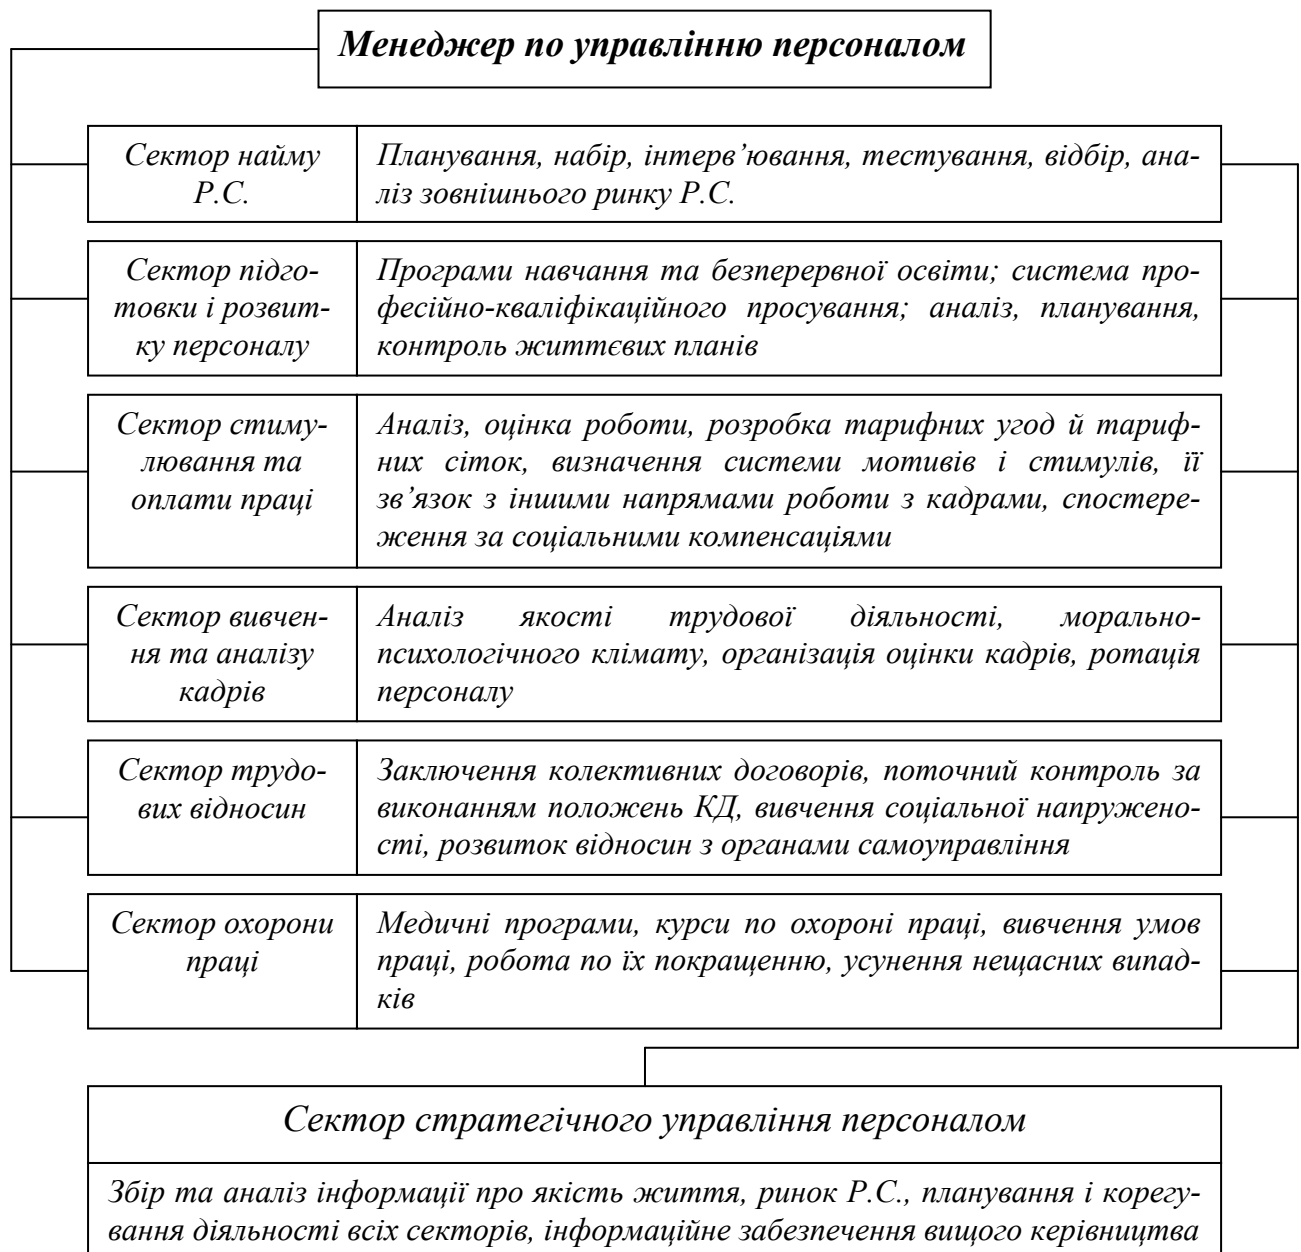 Менеджер по управлінню персоналом
Сектор найму
Р.С.
Планування, набір, інтерв’ювання, тестування, відбір, ана-
ліз зовнішнього ринку Р.С.
Сектор підго-
товки і розвит-
ку персоналу
Програми навчання та безперервної освіти; система про-
фесійно-кваліфікаційного просування; аналіз, планування,
контроль життєвих планів
Сектор стиму-
лювання та
оплати праці
Аналіз, оцінка роботи, розробка тарифних угод й тариф-
них сіток, визначення системи мотивів і стимулів, її
зв’язок з іншими напрямами роботи з кадрами, спостере-
ження за соціальними компенсаціями
Сектор вивчен-
ня та аналізу
кадрів
Аналіз якості трудової діяльності, морально-
психологічного клімату, організація оцінки кадрів, ротація
персоналу
Сектор трудо-
вих відносин
Заключення колективних договорів, поточний контроль за
виконанням положень КД, вивчення соціальної напружено-
сті, розвиток відносин з органами самоуправління
Сектор охорони
праці
Медичні програми, курси по охороні праці, вивчення умов
праці, робота по їх покращенню, усунення нещасних випад-
ків
Сектор стратегічного управління персоналом
Збір та аналіз інформації про якість життя, ринок Р.С., планування і корегу-
вання діяльності всіх секторів, інформаційне забезпечення вищого керівництва